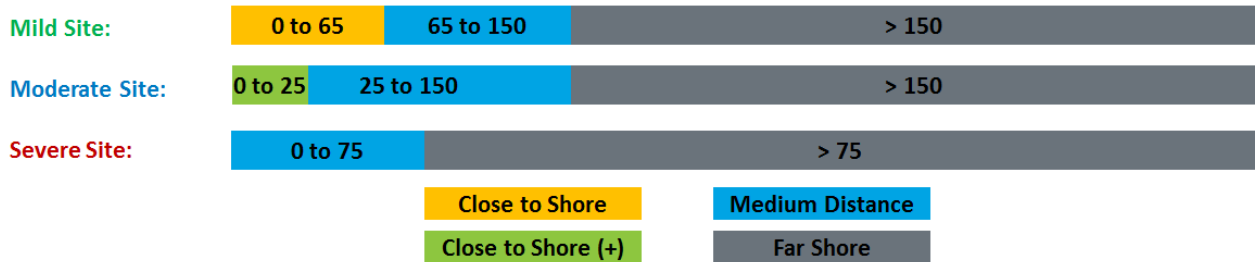 Mild Site: 0 to 65 65 to 150 > 150
Moderate Site: 0 to 25 25 to 150 > 150
Severe Site: 0 to 75 > 75
Close to Shore Medium Distance
Close to Shore (+) Far Shore